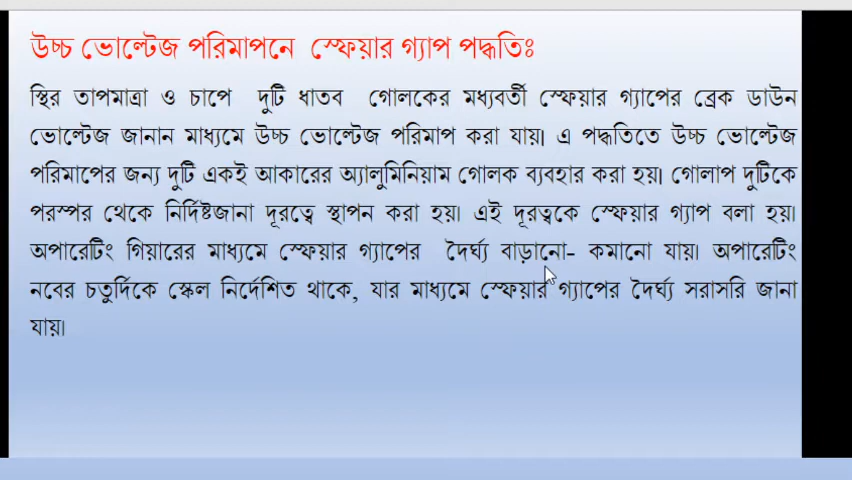 উচ্চ ভোল্টেজ পরিমাপনে স্ফেয়ার গ্যাপ পদ্ধতিঃ
স্থির তাপমাত্রা ও চাপে দুটি ধাতব গোলকের মধ্যবর্তী স্ফেয়ার গ্যাপের ব্রেক ডাউন
ভোল্টেজ জানান মাধ্যমে উচ্চ ভোল্টেজ পরিমাপ করা যায়। এ পদ্ধতিতে উচ্চ ভোল্টেজ
পরিমাপের জন্য দুটি একই আকারের অ্যালুমিনিয়াম গোলক ব্যবহার করা হয়। গোলাপ দুটিকে
পরস্পর থেকে নির্দিষ্টজানা দূরত্বে স্থাপন করা হয়। এই দূরত্বকে স্ফেয়ার গ্যাপ বলা হয়।
অপারেটিং গিয়ারের মাধ্যমে স্ফেয়ার গ্যাপের দৈর্ঘ্য বাড়ানো- কমানো যায়। অপারেটিং
নবের চতুর্দিকে স্কেল নির্দেশিত থাকে, যার মাধ্যমে স্ফেয়ার গ্যাপের দৈর্ঘ্য সরাসরি জানা
যায়।